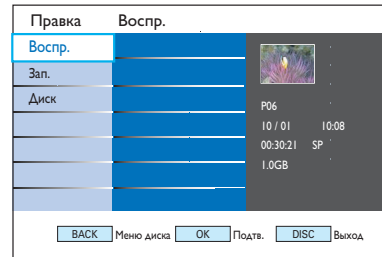 Правка Воспр.
Воспр.
Зап.
Диск
P06
10 / 01 10:08
00:30:21 SP
1.0GB
BACK Меню диска OK Подтв. DISC Выход